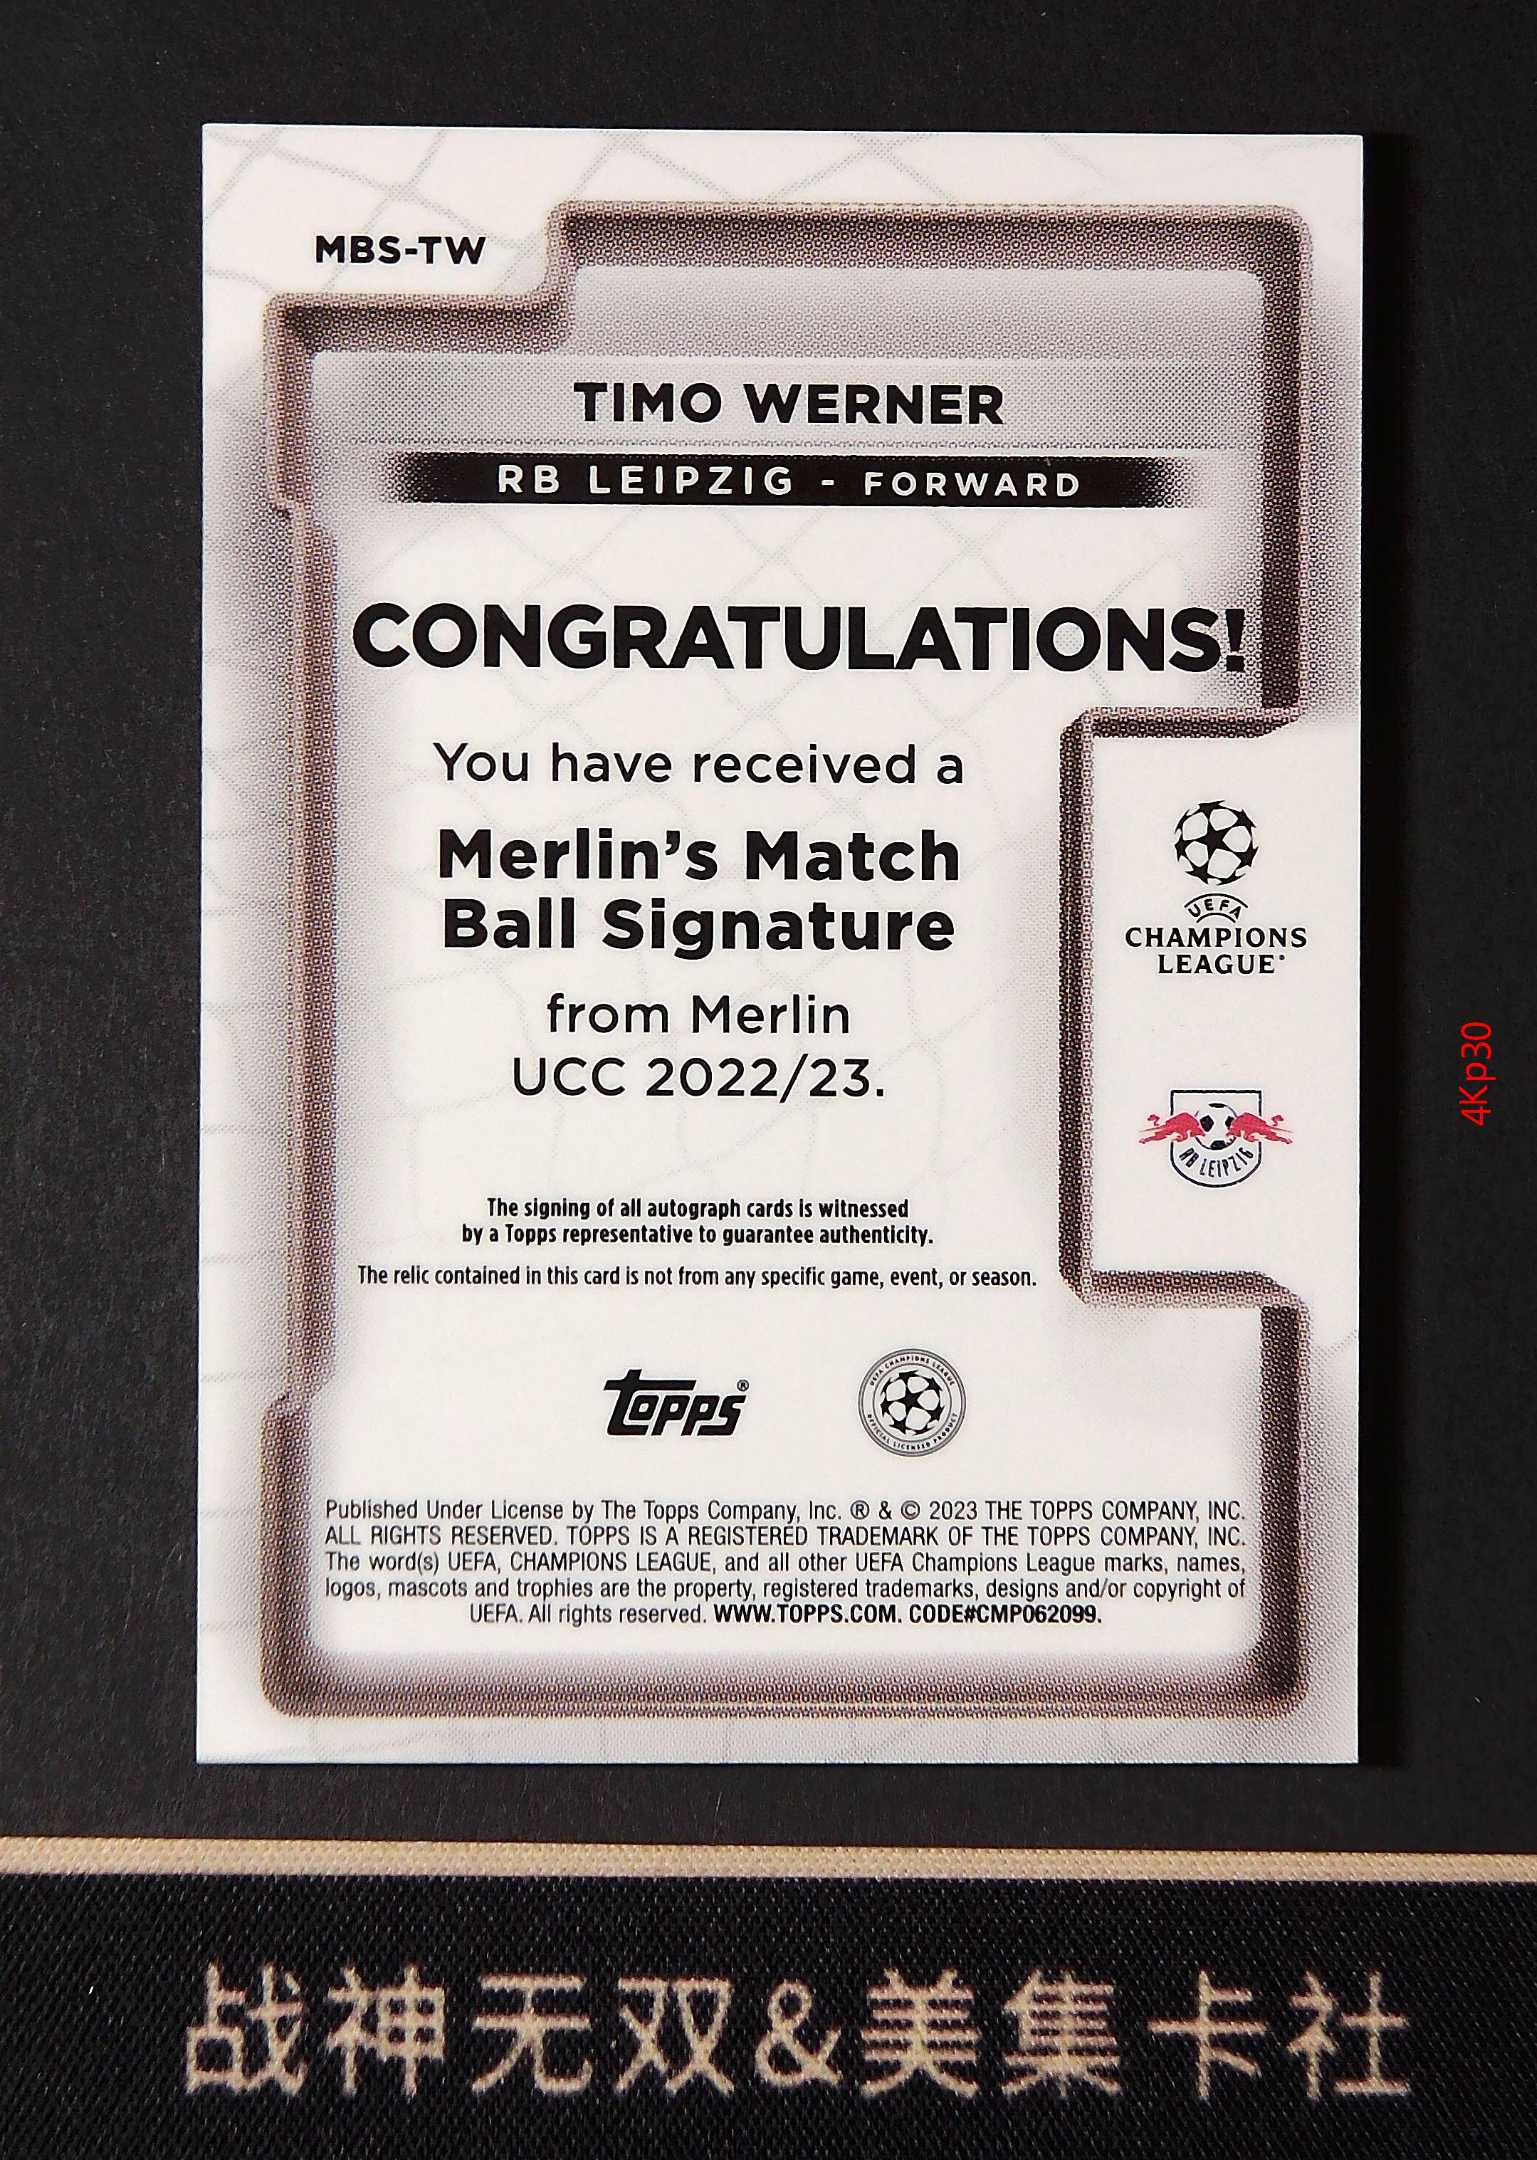 MBS-TW
TIMO WERNER
RB LEIPZIG - FORWARD
CONGRATULATIONS!
You have received a
Merlin's Match
Ball Signature
from Merlin
UCC 2022/23.
UEFA
CHAMPIONS
LEAGUE®
RB LEIPZIG
The signing of all autograph cards is witnessed
by a Topps representative to guarantee authenticity.
The relic contained in this card is not from any specific game, event, or season.
topps®
UEFA CHAMPIONS LEAGUE
OFFICIAL LICENSED PRODUCT
Published Under License by The Topps Company, Inc. ® & © 2023 THE TOPPS COMPANY, INC.
ALL RIGHTS RESERVED. TOPPS IS A REGISTERED TRADEMARK OF THE TOPPS COMPANY, INC.
The word(s) UEFA, CHAMPIONS LEAGUE, and all other UEFA Champions League marks, names,
logos, mascots and trophies are the property, registered trademarks, designs and/or copyright of
UEFA. All rights reserved. WWW.TOPPS.COM. CODE#CMP062099.
4Kp30
战神无双&美集卡社